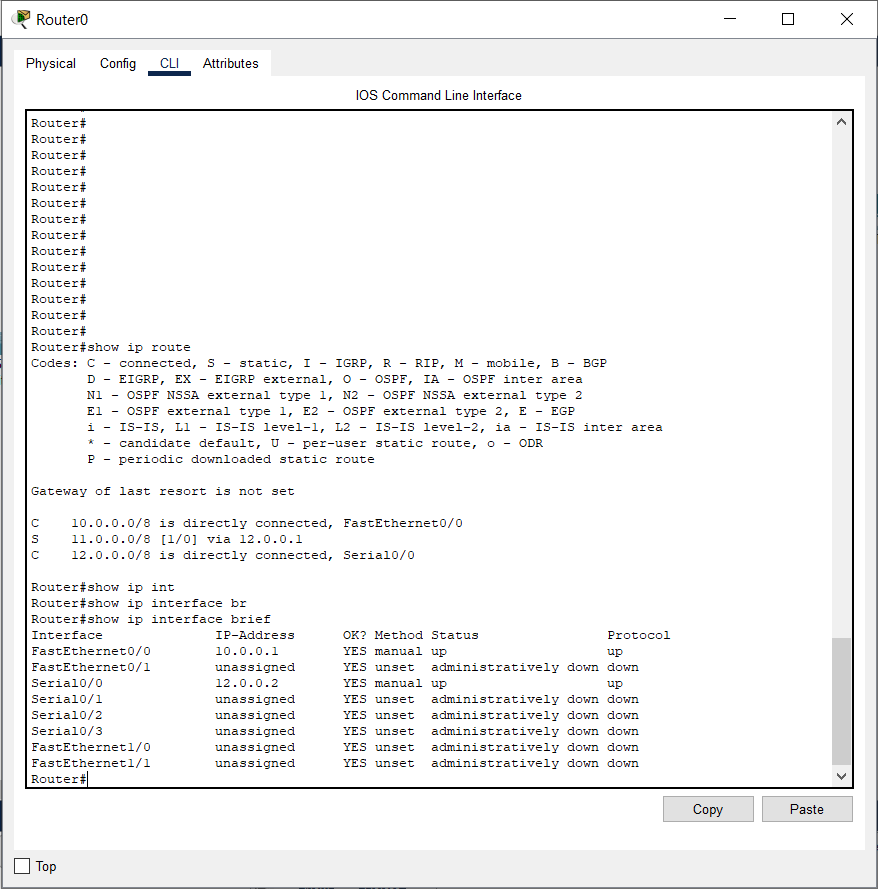 Router0
Physical Config CLI Attributes
IOS Command Line Interface
Router#
Router#
Router#
Router#
Router#
Router#
Router#
Router#
Router#
Router#
Router#
Router#
Router#
Router#
Router#show ip route
Codes: C - connected, S - static, I - IGRP, R - RIP, M - mobile, B - BGP
       D - EIGRP, EX - EIGRP external, O - OSPF, IA - OSPF inter area
       N1 - OSPF NSSA external type 1, N2 - OSPF NSSA external type 2
       E1 - OSPF external type 1, E2 - OSPF external type 2, E - EGP
       i - IS-IS, L1 - IS-IS level-1, L2 - IS-IS level-2, ia - IS-IS inter area
       * - candidate default, U - per-user static route, o - ODR
       P - periodic downloaded static route
Gateway of last resort is not set
C    10.0.0.0/8 is directly connected, FastEthernet0/0
S    11.0.0.0/8 [1/0] via 12.0.0.1
C    12.0.0.0/8 is directly connected, Serial0/0
Router#show ip int
Router#show ip interface br
Router#show ip interface brief
Interface              IP-Address      OK? Method Status                Protocol
FastEthernet0/0        10.0.0.1        YES manual up                    up
FastEthernet0/1        unassigned      YES unset  administratively down down
Serial0/0              12.0.0.2        YES manual up                    up
Serial0/1              unassigned      YES unset  administratively down down
Serial0/2              unassigned      YES unset  administratively down down
Serial0/3              unassigned      YES unset  administratively down down
FastEthernet1/0        unassigned      YES unset  administratively down down
FastEthernet1/1        unassigned      YES unset  administratively down down
Router#
Copy Paste
Top